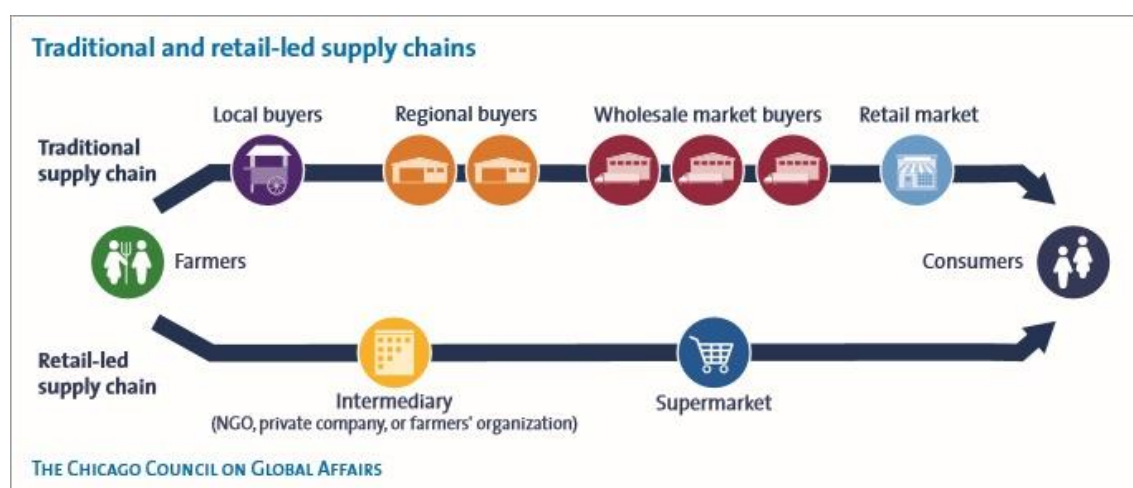 Traditional and retail-led supply chains
Local buyers
Regional buyers
Wholesale market buyers
Retail market
Traditional
supply chain
Farmers
Consumers
Retail-led
supply chain
Intermediary
(NGO, private company, or farmers' organization)
Supermarket
THE CHICAGO COUNCIL ON GLOBAL AFFAIRS